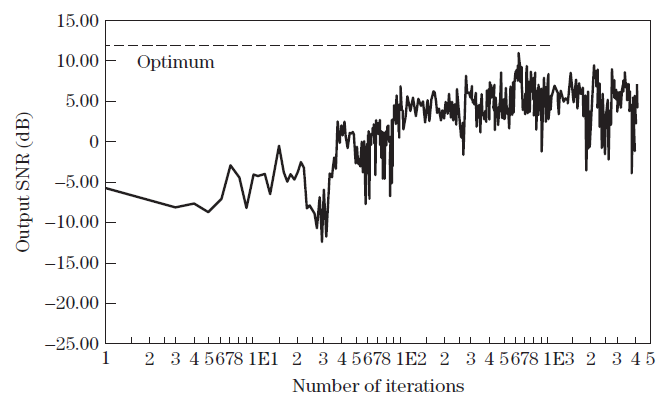 15.00
10.00
Optimum
5.00
0
−5.00
−10.00
−15.00
−20.00
−25.00
Output SNR (dB)
1 2 3 4 5678 1E1 2 3 4 5678 1E2 2 3 4 5678 1E3 2 3 4 5
Number of iterations